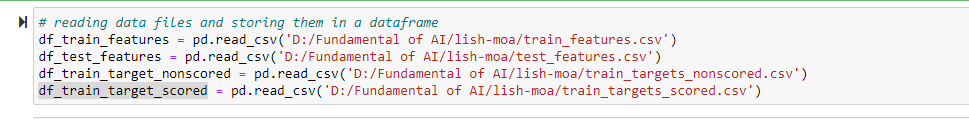 # reading data files and storing them in a dataframe
df_train_features = pd.read_csv('D:/Fundamental of AI/lish-moa/train_features.csv')
df_test_features = pd.read_csv('D:/Fundamental of AI/lish-moa/test_features.csv')
df_train_target_nonscored = pd.read_csv('D:/Fundamental of AI/lish-moa/train_targets_nonscored.csv')
df_train_target_scored = pd.read_csv('D:/Fundamental of AI/lish-moa/train_targets_scored.csv')